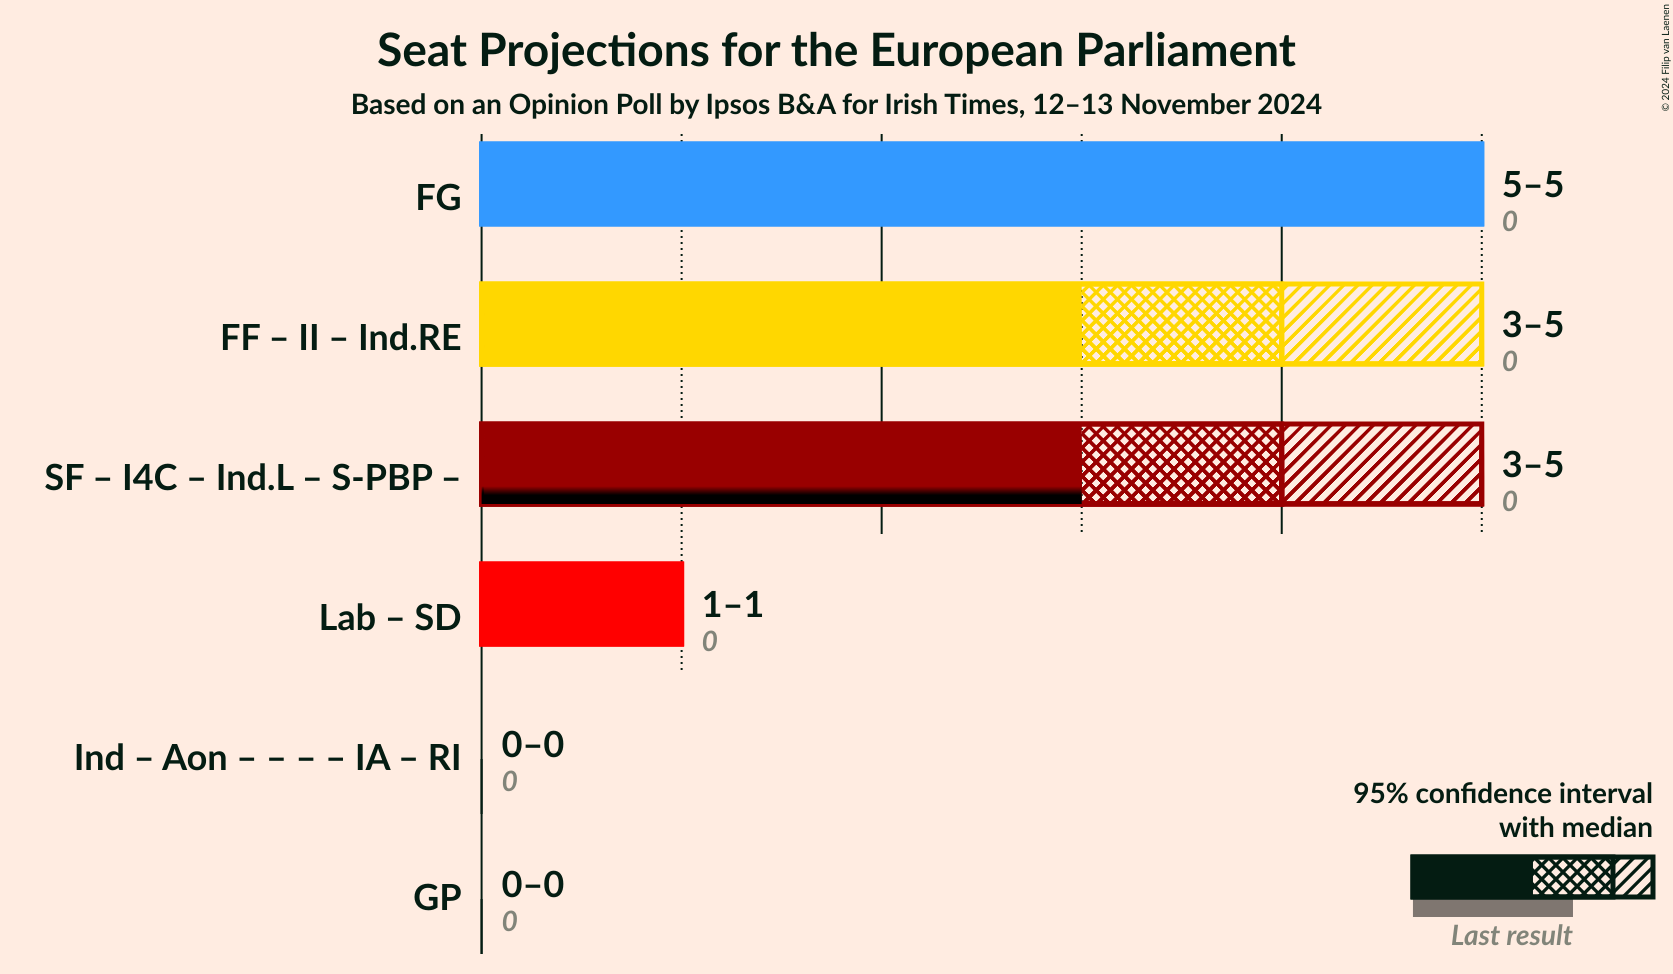 Seat Projections for the European Parliament
Based on an Opinion Poll by Ipsos B&A for Irish Times, 12–13 November 2024
© 2024 Filip van Laenen
FG
5–5
0
FF – II – Ind.RE
3–5
0
SF – I4C – Ind.L – S-PBP –
3–5
0
Lab – SD
1–1
0
Ind – Aon – – – – IA – RI
0–0
0
GP
0–0
0
95% confidence interval
with median
Last result